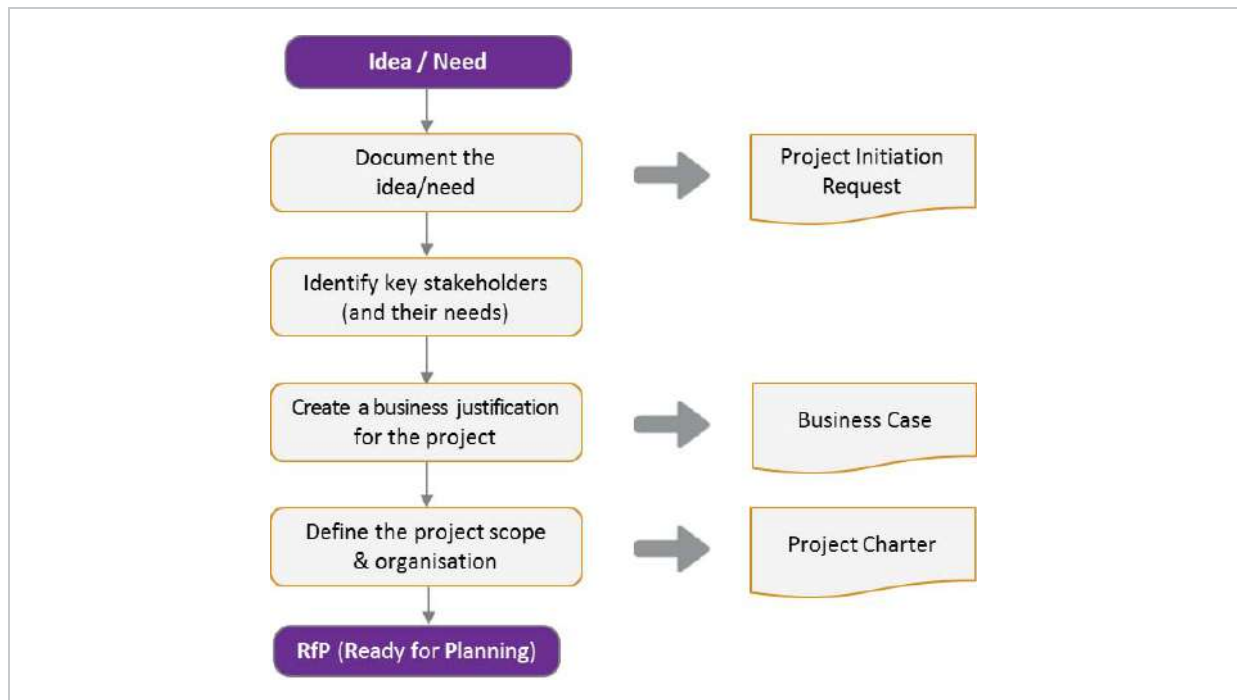 Idea / Need
Document the
idea/need
Project Initiation
Request
Identify key stakeholders
(and their needs)
Create a business justification
for the project
Business Case
Define the project scope
& organisation
Project Charter
RfP (Ready for Planning)